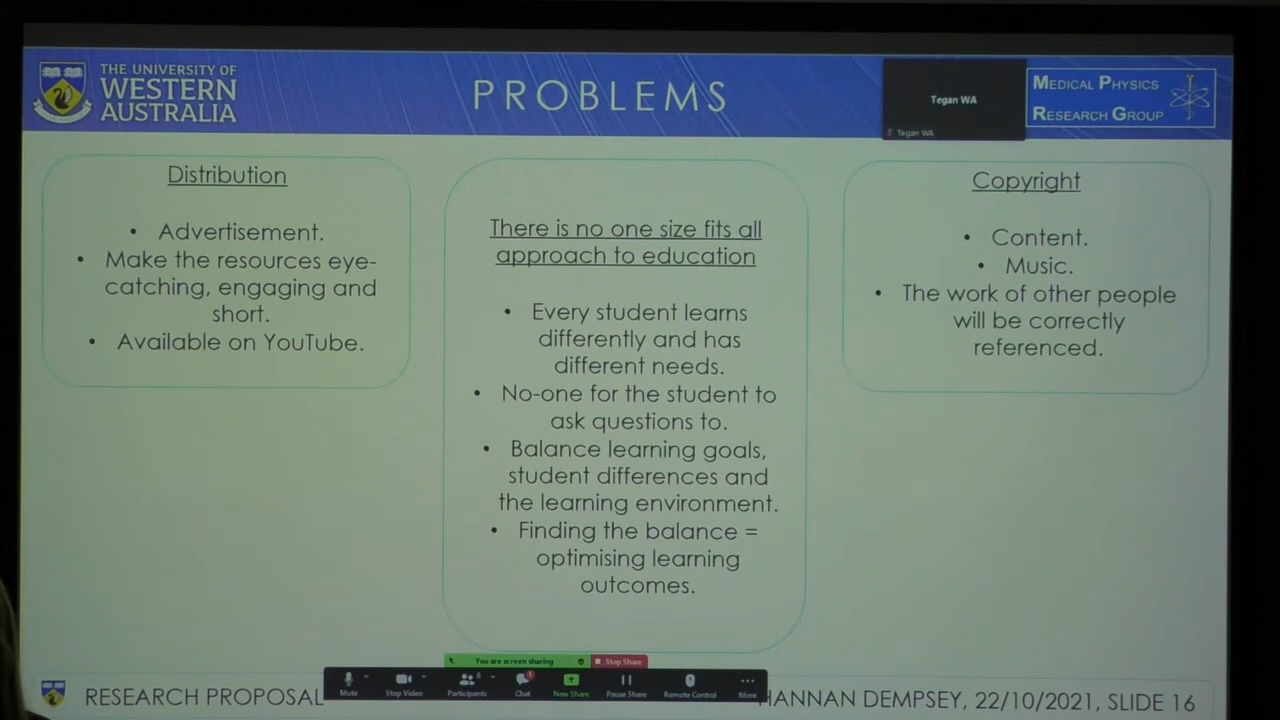 THE UNIVERSITY OF
WESTERN
AUSTRALIA
PROBLEMS
Tegan WA
Tegan WA
MEDICAL PHYSICS
RESEARCH GROUP
Distribution
• Advertisement.
• Make the resources eye-
catching, engaging and
short.
• Available on YouTube.
There is no one size fits all
approach to education
• Every student learns
differently and has
different needs.
• No-one for the student to
ask questions to.
• Balance learning goals,
student differences and
the learning environment.
• Finding the balance =
optimising learning
outcomes.
Copyright
• Content.
• Music.
• The work of other people
will be correctly
referenced.
You are screen sharing
Stop Share
Mute
Stop Video
Participants
8
Chat
1
New Share
Pause Share
Remote Control
More
RESEARCH PROPOSAL
HANNAN DEMPSEY, 22/10/2021, SLIDE 16